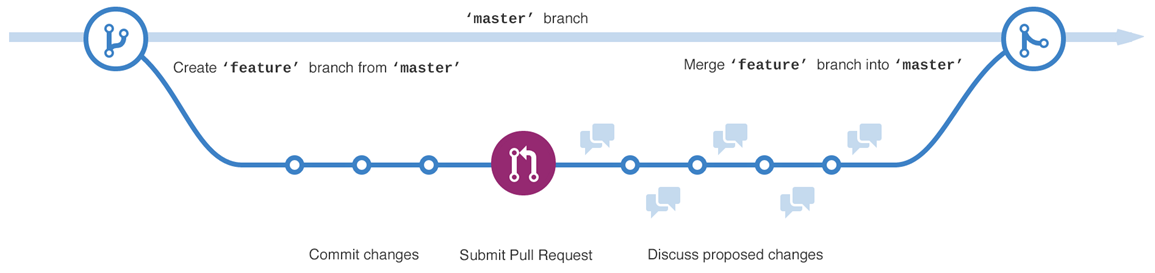 ‘master’ branch
Create ‘feature’ branch from ‘master’
Merge ‘feature’ branch into ‘master’
Commit changes
Submit Pull Request
Discuss proposed changes